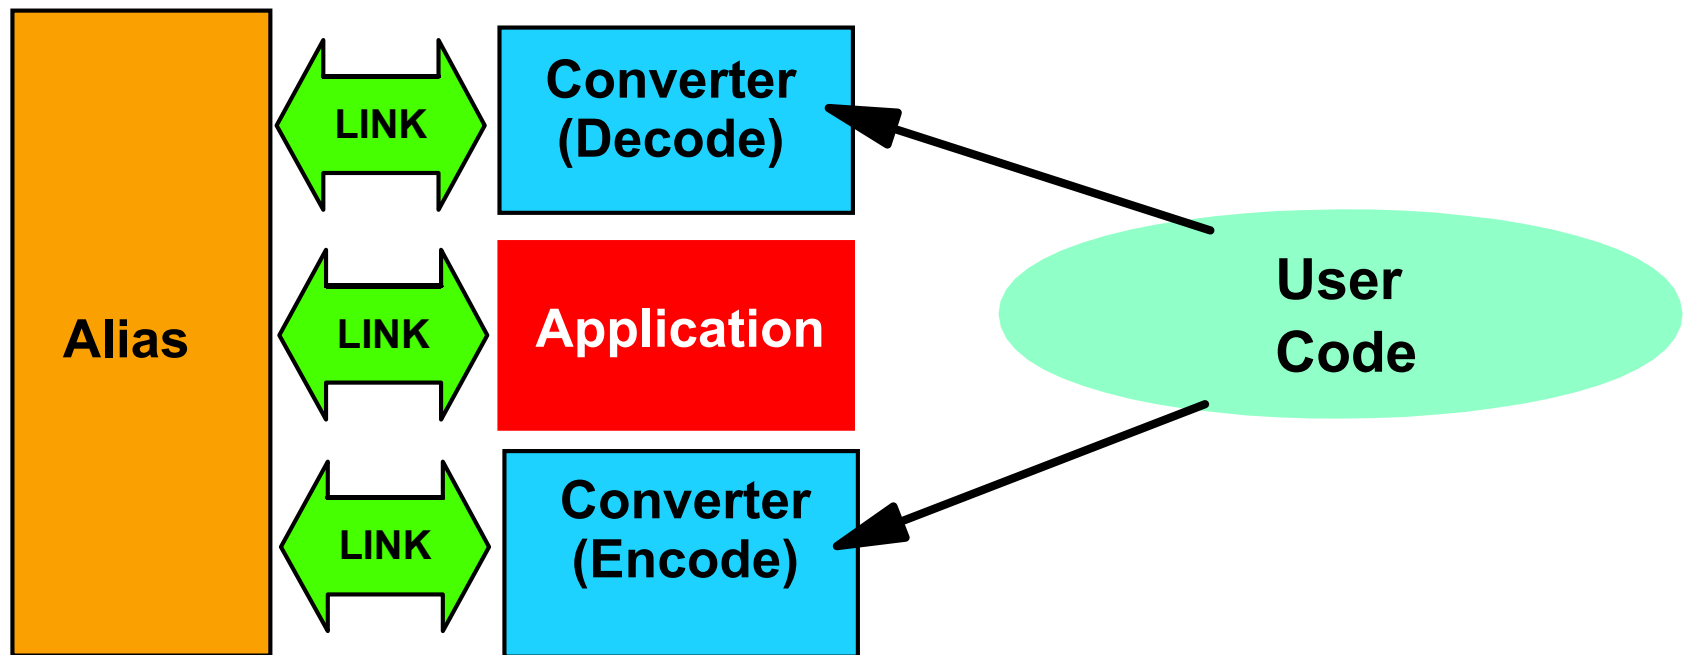 Alias
LINK
Converter
(Decode)
LINK
Application
LINK
Converter
(Encode)
User
Code